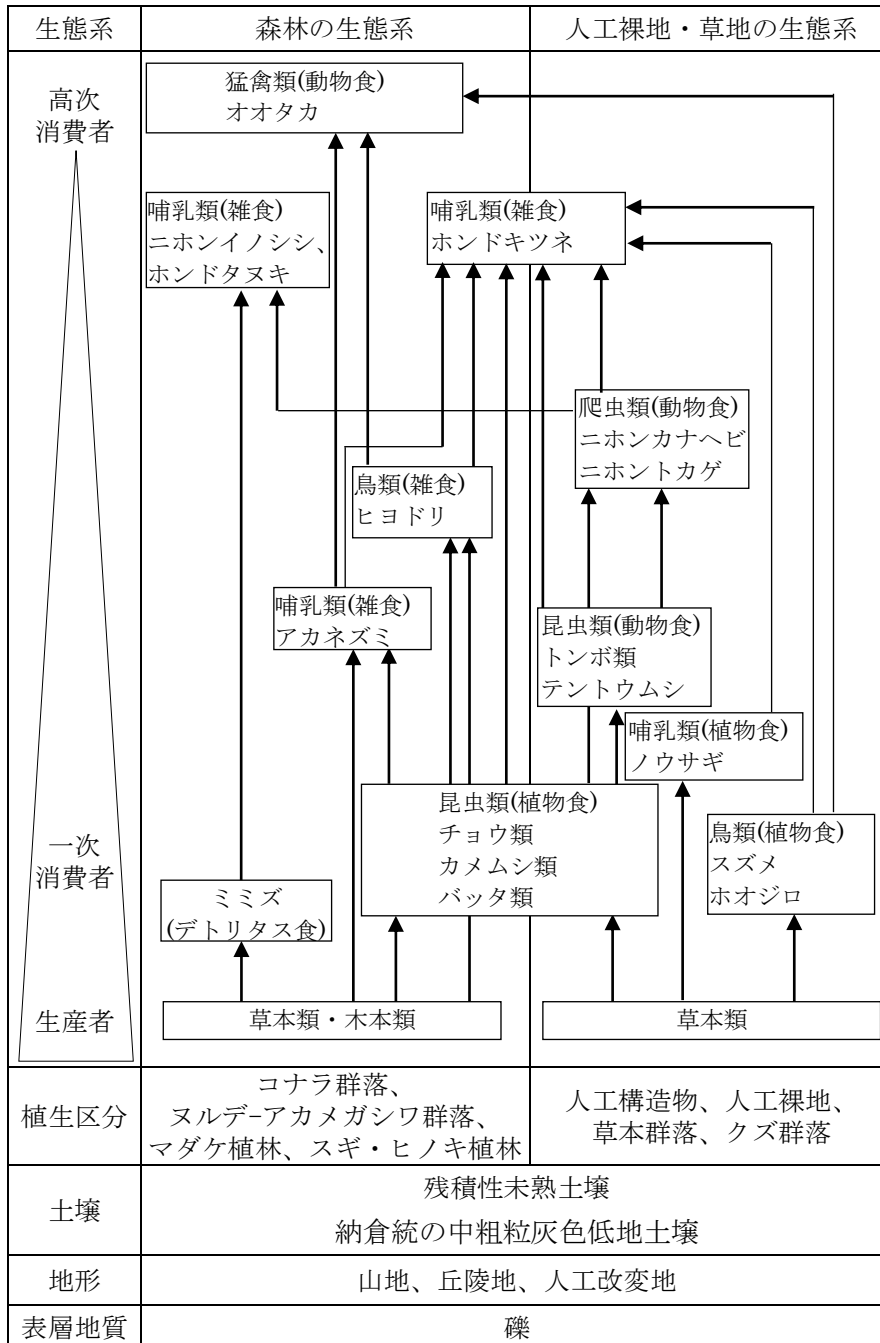 生態系
森林の生態系
人工裸地・草地の生態系
高次
消費者
一次
消費者
生産者
猛禽類(動物食)
オオタカ
哺乳類(雑食)
ニホンイノシシ、
ホンドタヌキ
哺乳類(雑食)
ホンドキツネ
爬虫類(動物食)
ニホンカナヘビ
ニホントカゲ
鳥類(雑食)
ヒヨドリ
哺乳類(雑食)
アカネズミ
昆虫類(動物食)
トンボ類
テントウムシ
哺乳類(植物食)
ノウサギ
昆虫類(植物食)
チョウ類
カメムシ類
バッタ類
鳥類(植物食)
スズメ
ホオジロ
ミミズ
(デトリタス食)
草本類・木本類
草本類
植生区分
コナラ群落、
ヌルデ-アカメガシワ群落、
マダケ植林、スギ・ヒノキ植林
人工構造物、人工裸地、
草本群落、クズ群落
土壌
残積性未熟土壌
納倉統の中粗粒灰色低地土壌
地形
山地、丘陵地、人工改変地
表層地質
礫